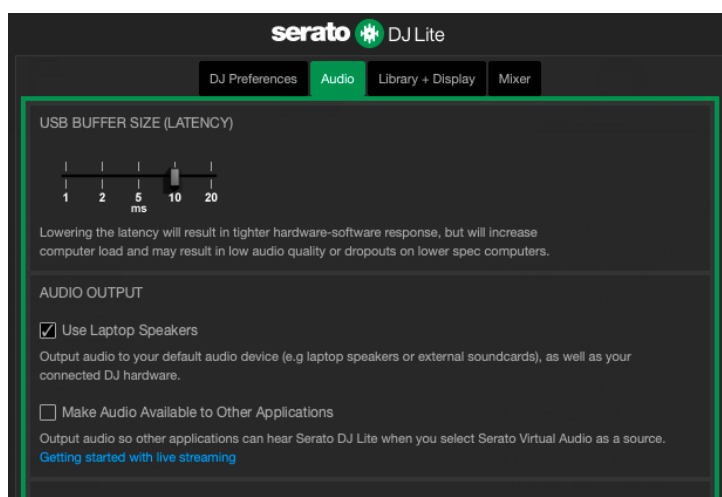 serato DJ Lite
DJ Preferences Audio Library + Display Mixer
USB BUFFER SIZE (LATENCY)
1 2 5 10 20
ms
Lowering the latency will result in tighter hardware-software response, but will increase
computer load and may result in low audio quality or dropouts on lower spec computers.
AUDIO OUTPUT
Use Laptop Speakers
Output audio to your default audio device (e.g laptop speakers or external soundcards), as well as your
connected DJ hardware.
Make Audio Available to Other Applications
Output audio so other applications can hear Serato DJ Lite when you select Serato Virtual Audio as a source.
Getting started with live streaming